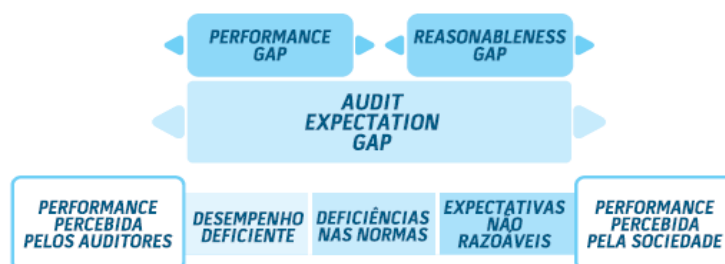 PERFORMANCE
GAP
REASONABLENESS
GAP
AUDIT
EXPECTATION
GAP
PERFORMANCE
PERCEBIDA
PELOS AUDITORES
DESEMPENHO
DEFICIENTE
DEFICIÊNCIAS
NAS NORMAS
EXPECTATIVAS
NÃO
RAZOÁVEIS
PERFORMANCE
PERCEBIDA
PELA SOCIEDADE